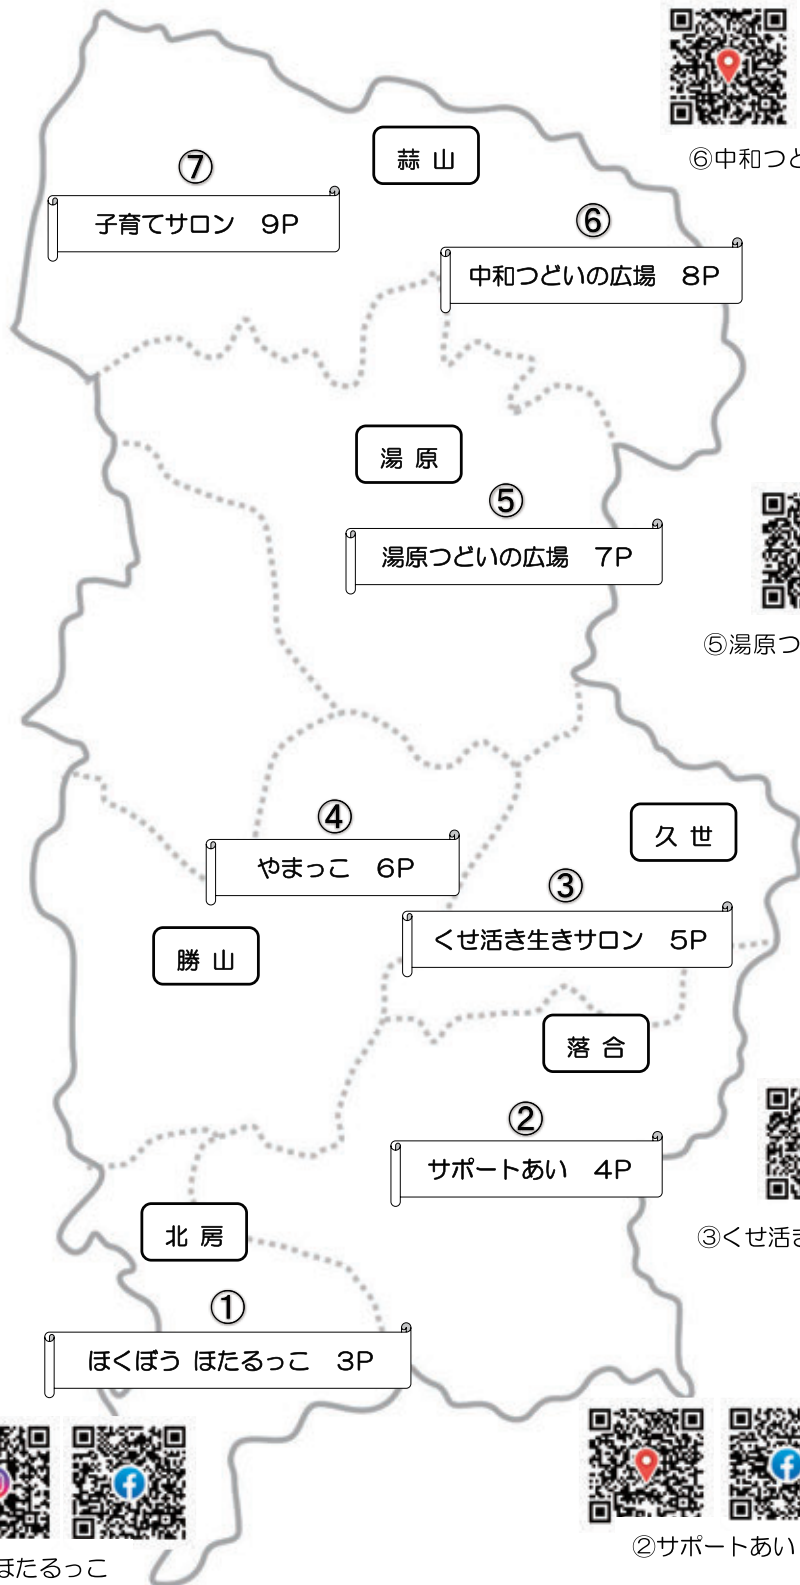 ⑥中和つど
蒜山
⑦
子育てサロン 9P
⑥
中和つどいの広場 8P
湯原
⑤
湯原つどいの広場 7P
⑤湯原つ
④
やまっこ 6P
久世
③
くせ活き生きサロン 5P
勝山
落合
②
サポートあい 4P
③くせ活き
北房
①
ほくぼう ほたるっこ 3P
ほたるっこ
②サポートあい